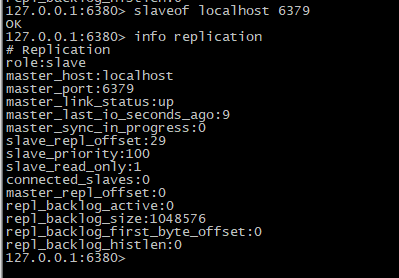 repl_backlog_histlen:0
127.0.0.1:6380> slaveof localhost 6379
OK
127.0.0.1:6380> info replication
# Replication
role:slave
master_host:localhost
master_port:6379
master_link_status:up
master_last_io_seconds_ago:9
master_sync_in_progress:0
slave_repl_offset:29
slave_priority:100
slave_read_only:1
connected_slaves:0
master_repl_offset:0
repl_backlog_active:0
repl_backlog_size:1048576
repl_backlog_first_byte_offset:0
repl_backlog_histlen:0
127.0.0.1:6380>